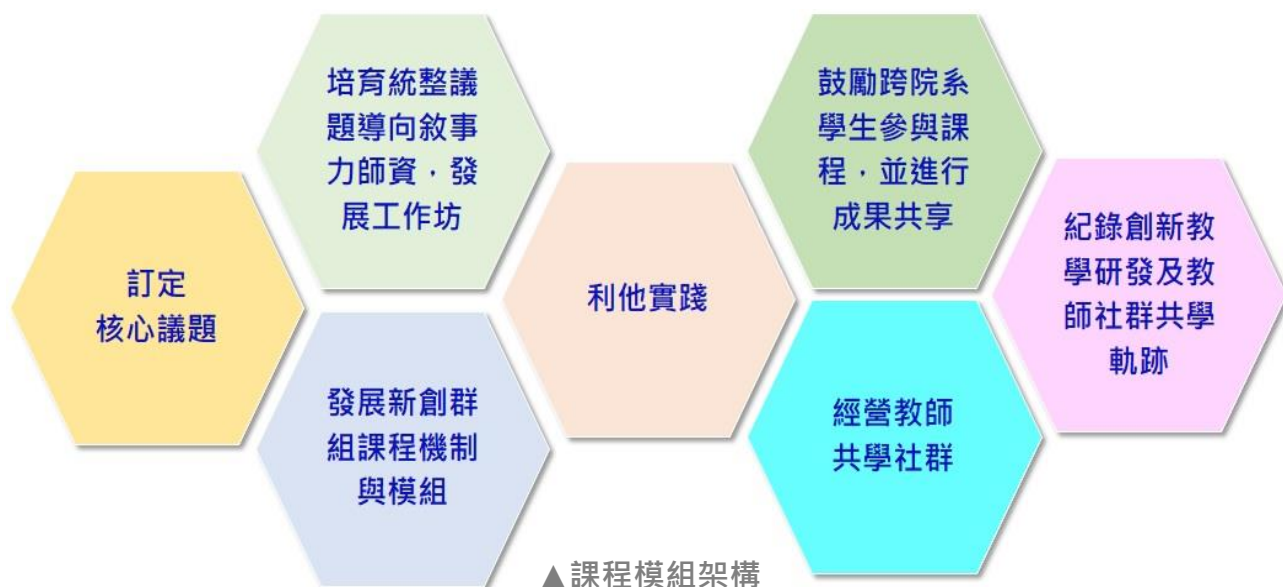 訂定
核心議題
培育統整議
題導向敘事
力師資，發
展工作坊
發展新創群
組課程機制
與模組
利他實踐
鼓勵跨院系
學生參與課
程，並進行
成果共享
經營教師
共學社群
紀錄創新教
學研發及教
師社群共學
軌跡
▲課程模組架構